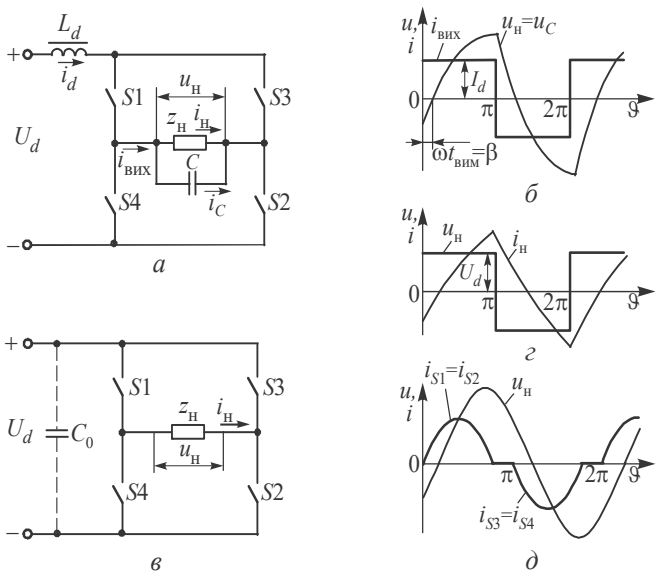 +
L_d
i_d
U_d
S1
u_н
z_н
i_н
S3
i_вих
C
i_C
S4
S2
−
а
u, i
i_вих
u_н=u_C
I_d
0
π
2π
ϑ
ωt_вим=β
б
u, i
u_н
i_н
U_d
0
π
2π
ϑ
г
+
U_d
C_0
S1
z_н
i_н
S3
u_н
S4
S2
−
в
i_S1=i_S2
u, i
u_н
0
π
2π
ϑ
i_S3=i_S4
д